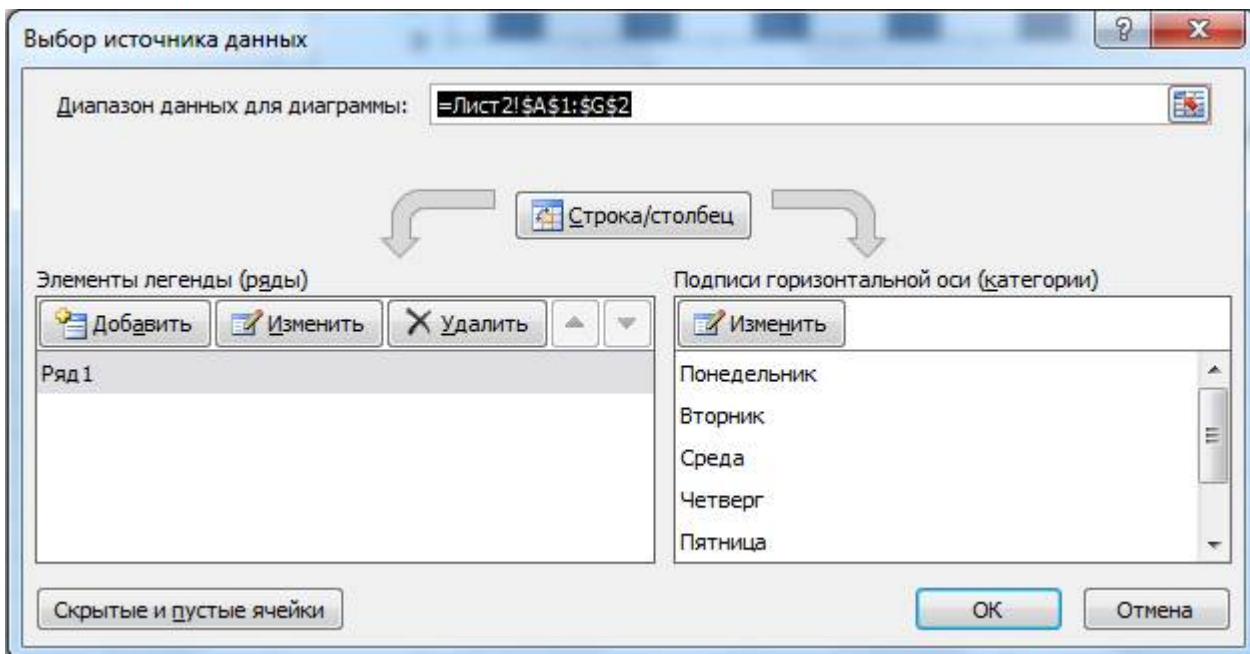 Выбор источника данных
Диапазон данных для диаграммы: =Лист2!$A$1:$G$2
Строка/столбец
Элементы легенды (ряды)
Добавить Изменить Удалить
Ряд1
Подписи горизонтальной оси (категории)
Изменить
Понедельник
Вторник
Среда
Четверг
Пятница
Скрытые и пустые ячейки
ОК Отмена